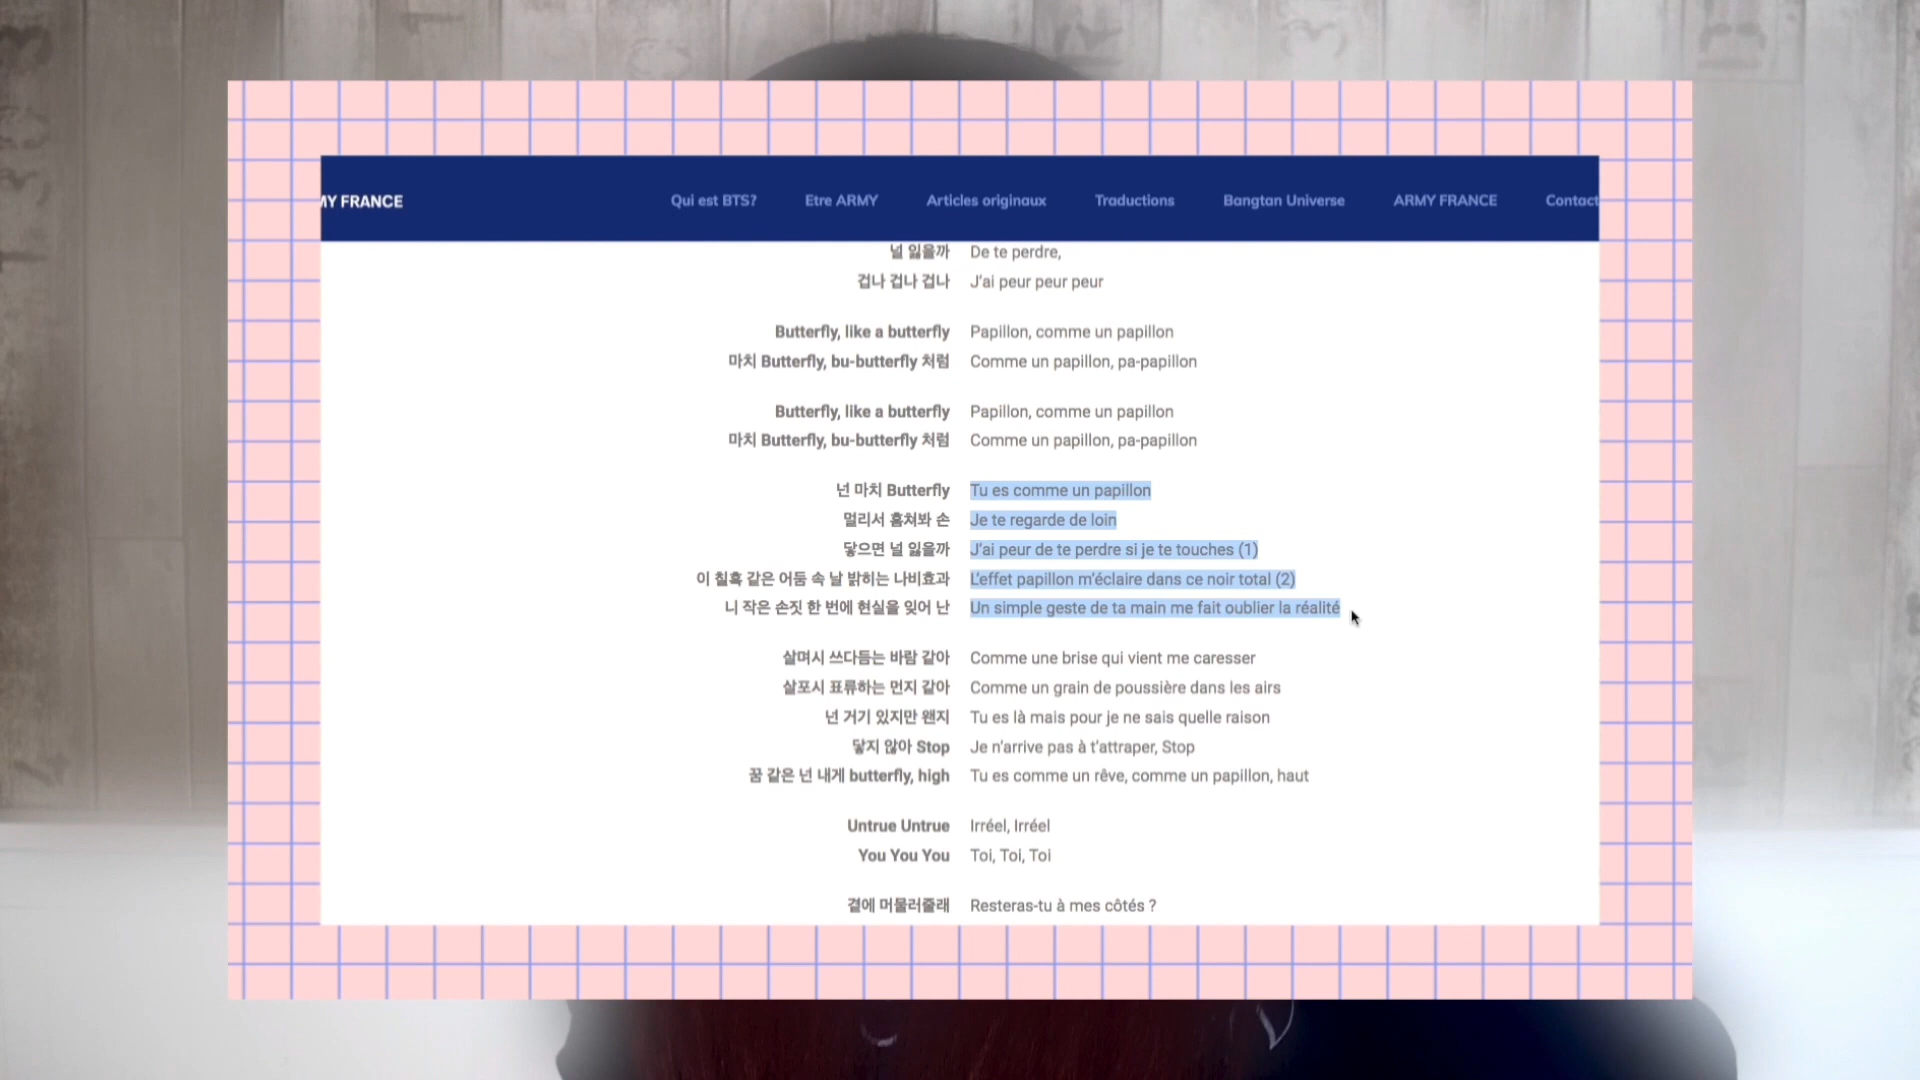 MY FRANCE
Qui est BTS? Etre ARMY Articles originaux Traductions Bangtan Universe ARMY FRANCE Contact
널 잃을까 De te perdre,
겁나 겁나 겁나 J'ai peur peur peur
Butterfly, like a butterfly Papillon, comme un papillon
마치 Butterfly, bu-butterfly 처럼 Comme un papillon, pa-papillon
Butterfly, like a butterfly Papillon, comme un papillon
마치 Butterfly, bu-butterfly 처럼 Comme un papillon, pa-papillon
넌 마치 Butterfly Tu es comme un papillon
멀리서 훔쳐봐 손 Je te regarde de loin
닿으면 널 잃을까 J'ai peur de te perdre si je te touches (1)
이 칠흑 같은 어둠 속 날 밝히는 나비효과 L'effet papillon m'éclaire dans ce noir total (2)
니 작은 손짓 한 번에 현실을 잊어 난 Un simple geste de ta main me fait oublier la réalité
살며시 쓰다듬는 바람 같아 Comme une brise qui vient me caresser
살포시 표류하는 먼지 같아 Comme un grain de poussière dans les airs
넌 거기 있지만 왠지 Tu es là mais pour je ne sais quelle raison
닿지 않아 Stop Je n'arrive pas à t'attraper, Stop
꿈 같은 넌 내게 butterfly, high Tu es comme un rêve, comme un papillon, haut
Untrue Untrue Irréel, Irréel
You You You Toi, Toi, Toi
곁에 머물러줄래 Resteras-tu à mes côtés ?